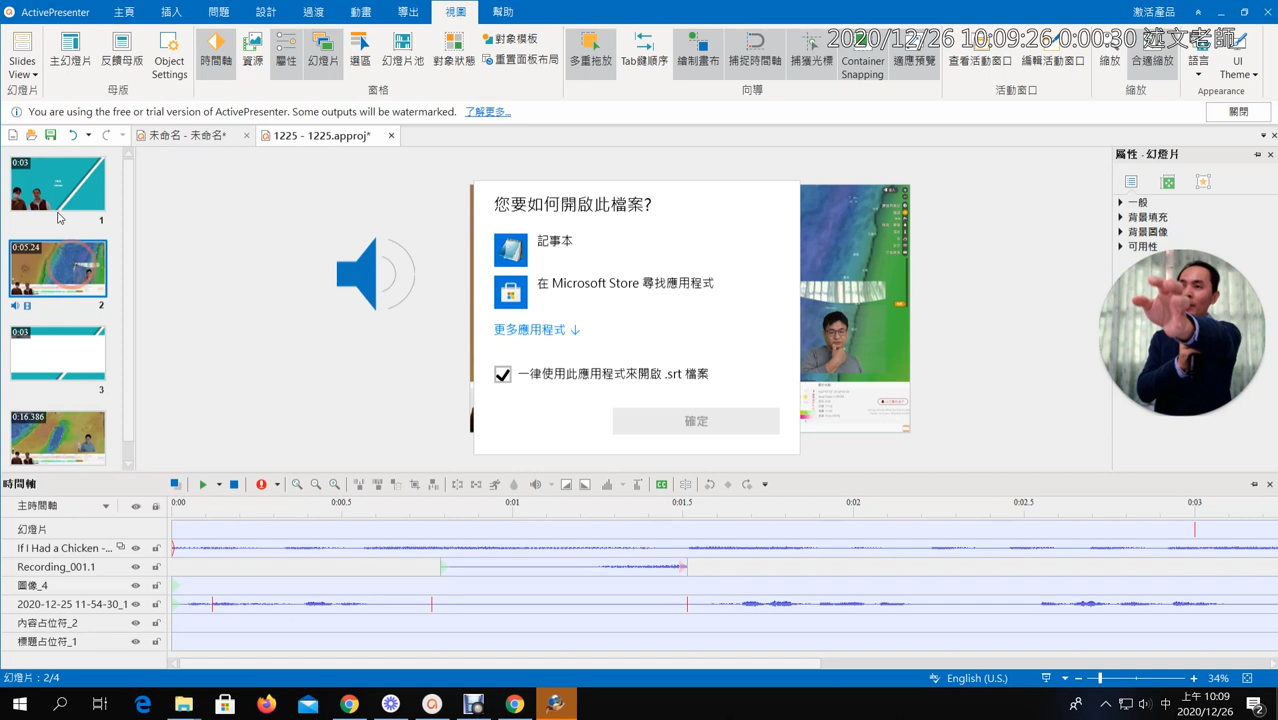 ActivePresenter 主頁 插入 問題 設計 過渡 動畫 導出 視圖 幫助 激活產品
2020/12/26 10:09:26 0:00:30 述文老師
Slides View 主幻燈片 反饋母版 Object Settings 時間軸 資源 屬性 幻燈片 選區 幻燈片池 對象狀態 對象模板 重置面板布局 多重拖放 Tab鍵順序 繪制畫布 捕捉時間軸 捕獲光標 Container Snapping 適應預覽 查看活動窗口 編輯活動窗口 縮放 合適縮放 語言 UI Theme
幻燈片 母版 窗格 向導 活動窗口 縮放 Appearance
You are using the free or trial version of ActivePresenter. Some outputs will be watermarked. 了解更多... 關閉
未命名 - 未命名* 1225 - 1225.approj*
屬性 - 幻燈片
0:03
1
0:05.24
2
0:03
3
0:16.386
您要如何開啟此檔案?
記事本
在 Microsoft Store 尋找應用程式
更多應用程式 ↓
一律使用此應用程式來開啟 .srt 檔案
確定
一般
背景填充
背景圖像
可用性
時間軸
主時間軸 0:00 0:00.5 0:01 0:01.5 0:02 0:02.5 0:03
幻燈片
If I Had a Chicken -...
Recording_001.1
圖像_4
2020-12-25 11-54-30_1
內容占位符_2
標題占位符_1
幻燈片: 2/4 English (U.S.) 34%
中 上午 10:09
2020/12/26 2